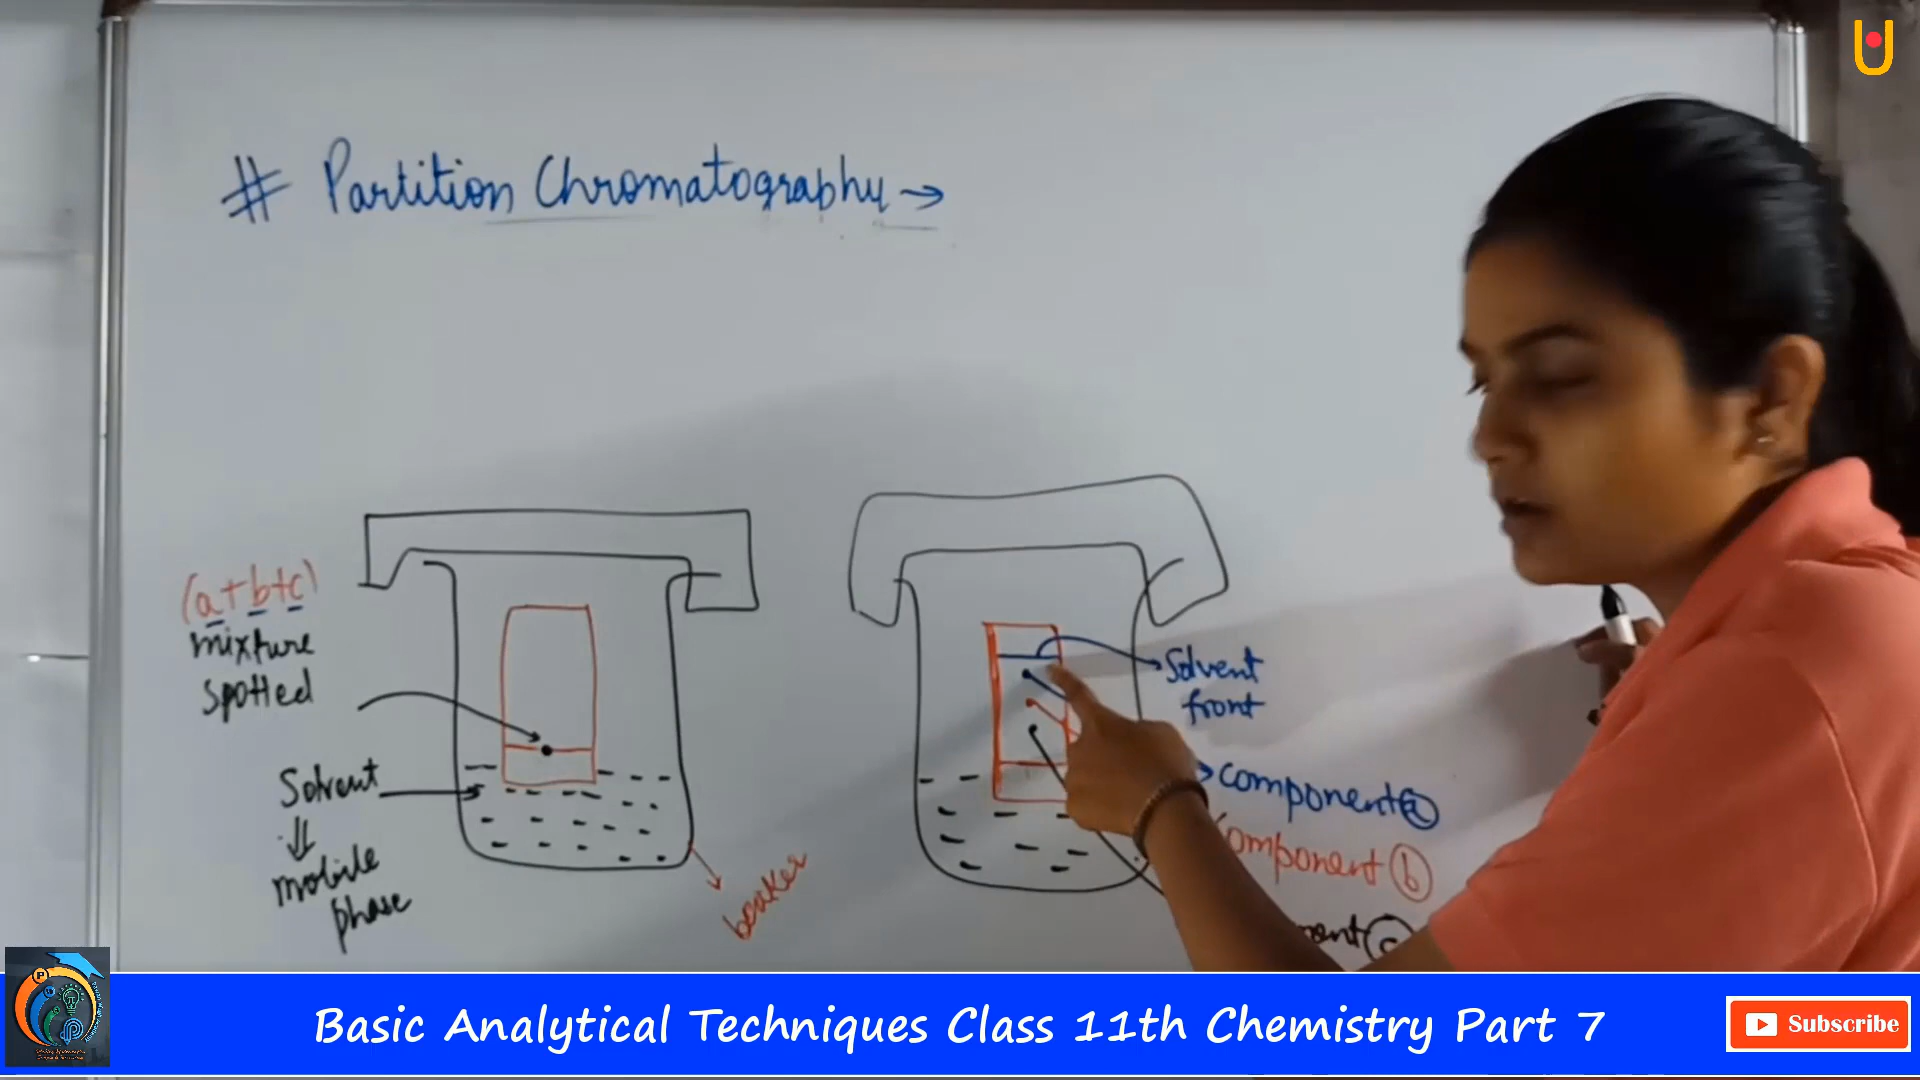 # Partition Chromatography →
(a+b+c)
mixture
spotted
Solvent
⇓
mobile
phase
beaker
Solvent
front
component a
component b
nent c
Basic Analytical Techniques Class 11th Chemistry Part 7
Subscribe